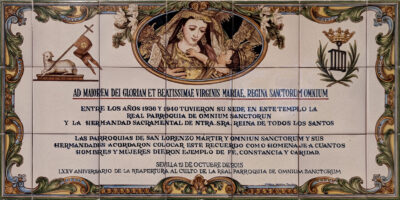 AD MAIOREM DEI GLORIAM ET BEATISSIMAE VIRGINIS MARIAE, REGINA SANCTORUM OMNIUM
ENTRE LOS AÑOS 1936 Y 1940 TUVIERON SU SEDE, EN ESTE TEMPLO LA
REAL PARROQUIA DE OMNIUM SANCTORUM
Y LA HERMANDAD SACRAMENTAL DE NTRA. SRA. REINA DE TODOS LOS SANTOS
LAS PARROQUIAS DE SAN LORENZO MÁRTIR Y OMNIUM SANCTORUM Y SUS
HERMANDADES ACORDARON COLOCAR ESTE RECUERDO COMO HOMENAJE A CUANTOS
HOMBRES Y MUJERES DIERON EJEMPLO DE FE, CONSTANCIA Y CARIDAD.
SEVILLA 12 DE OCTUBRE DE 2015
LXXV ANIVERSARIO DE LA REAPERTURA AL CULTO DE LA REAL PARROQUIA DE OMNIUM SANCTORUM